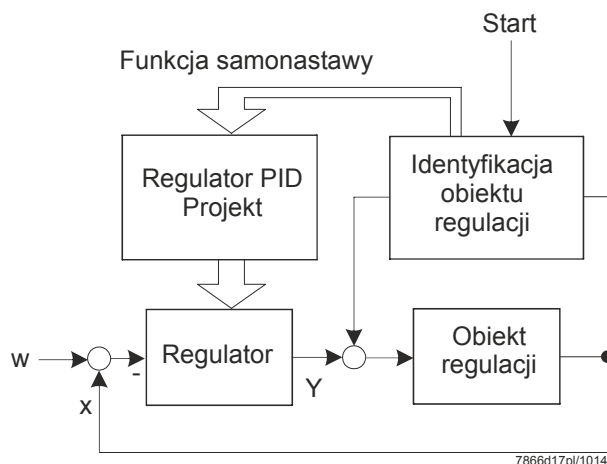 Start
Funkcja samonastawy
Regulator PID
Projekt
Identyfikacja
obiektu
regulacji
w
-
Regulator
Y
Obiekt
regulacji
x
7866d17pl/1014